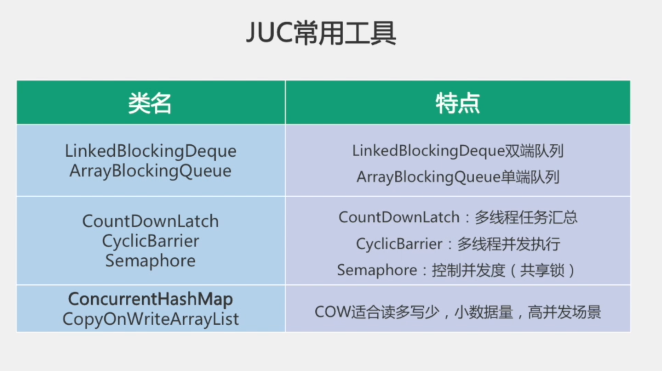 JUC常用工具
类名
特点
LinkedBlockingDeque
ArrayBlockingQueue
LinkedBlockingDeque双端队列
ArrayBlockingQueue单端队列
CountDownLatch
CyclicBarrier
Semaphore
CountDownLatch：多线程任务汇总
CyclicBarrier：多线程并发执行
Semaphore：控制并发度（共享锁）
ConcurrentHashMap
CopyOnWriteArrayList
COW适合读多写少，小数据量，高并发场景